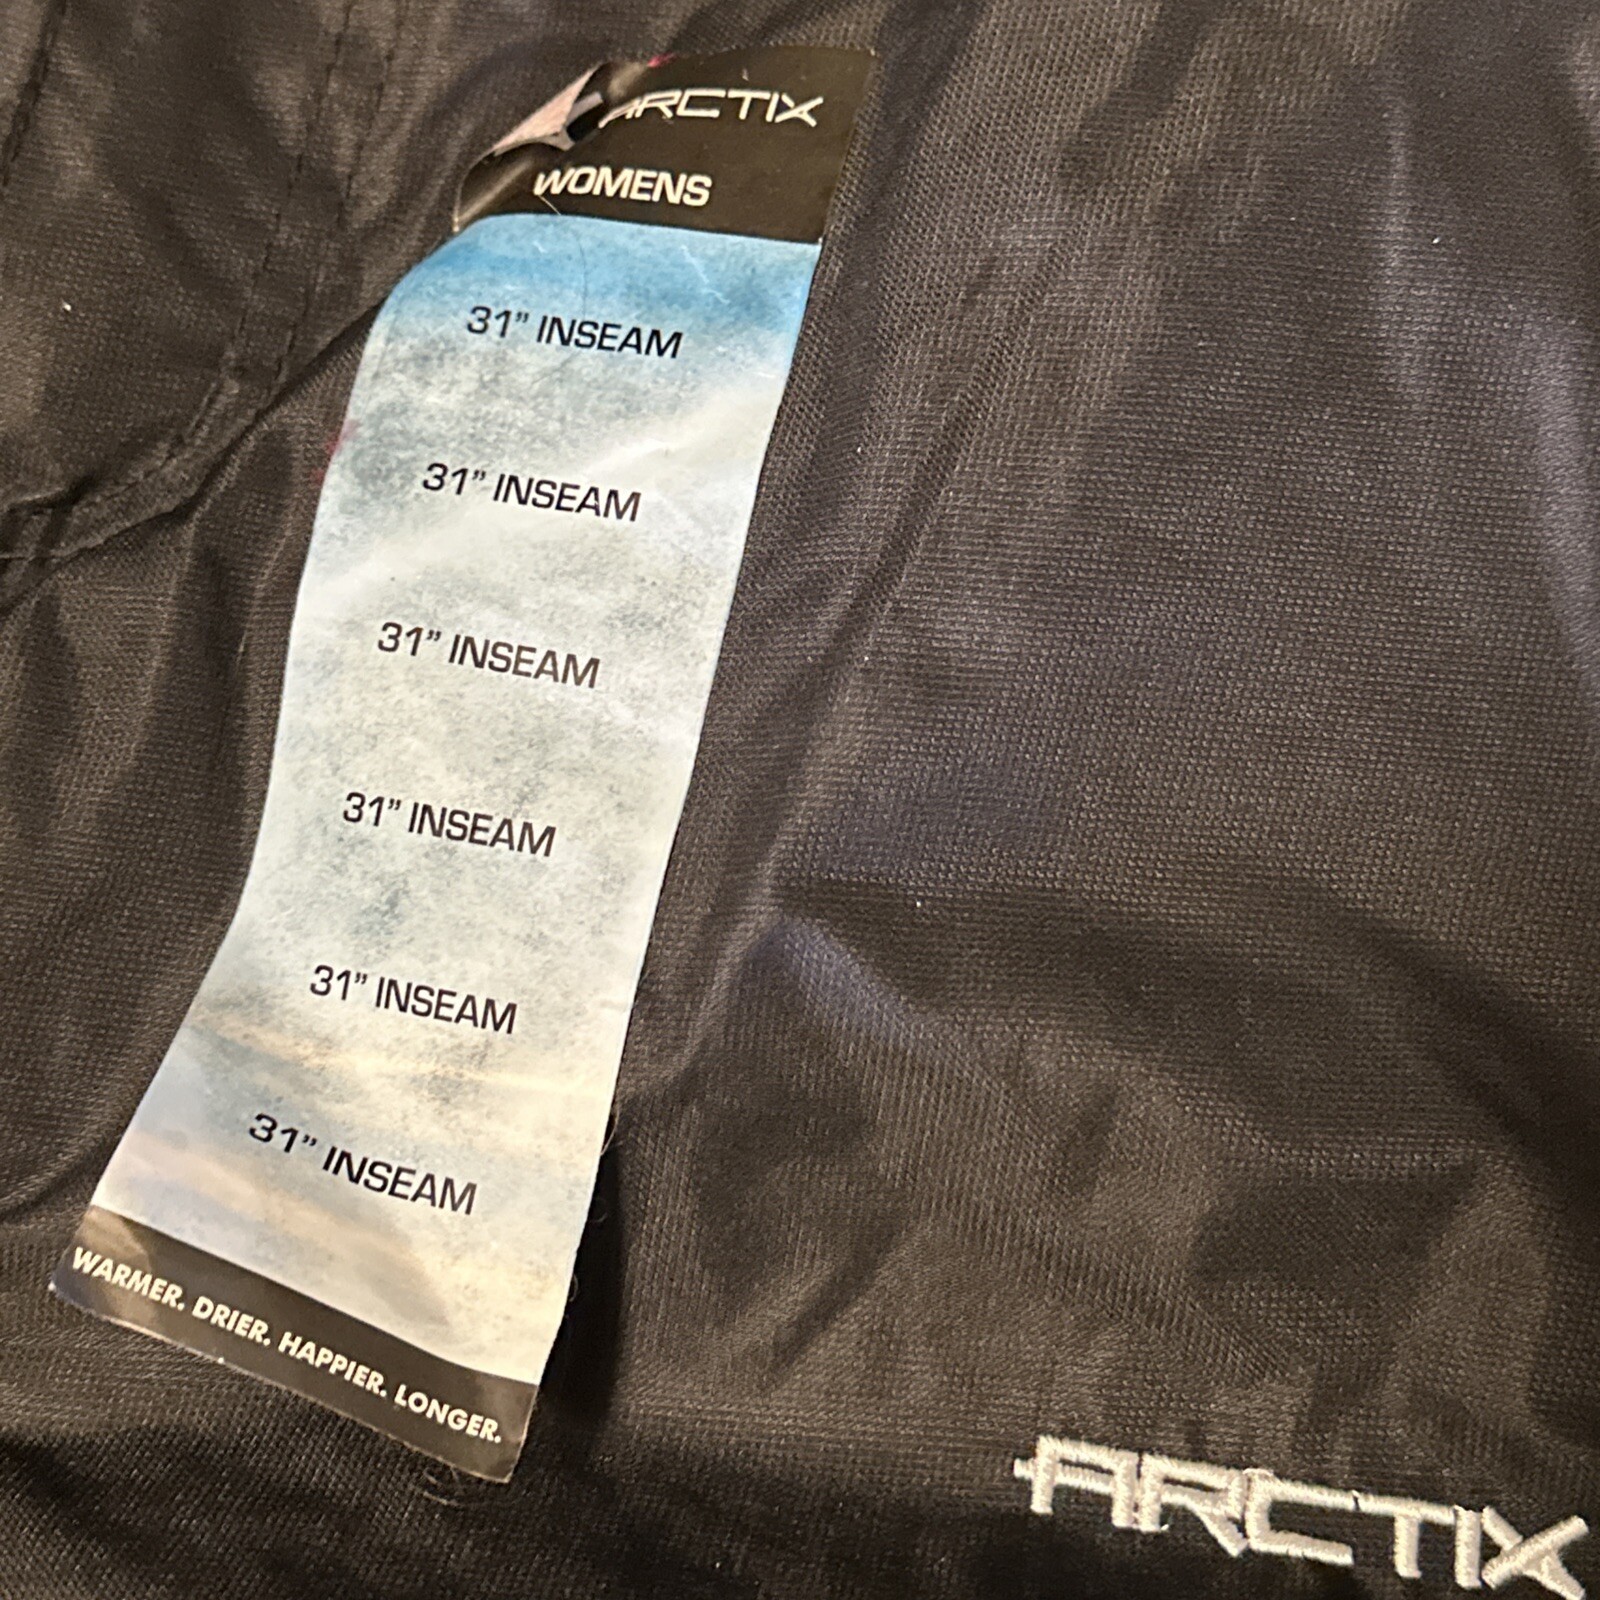 ARCTIX
WOMENS
31” INSEAM
31” INSEAM
31” INSEAM
31” INSEAM
31” INSEAM
31” INSEAM
WARMER. DRIER. HAPPIER. LONGER.
ARCTIX